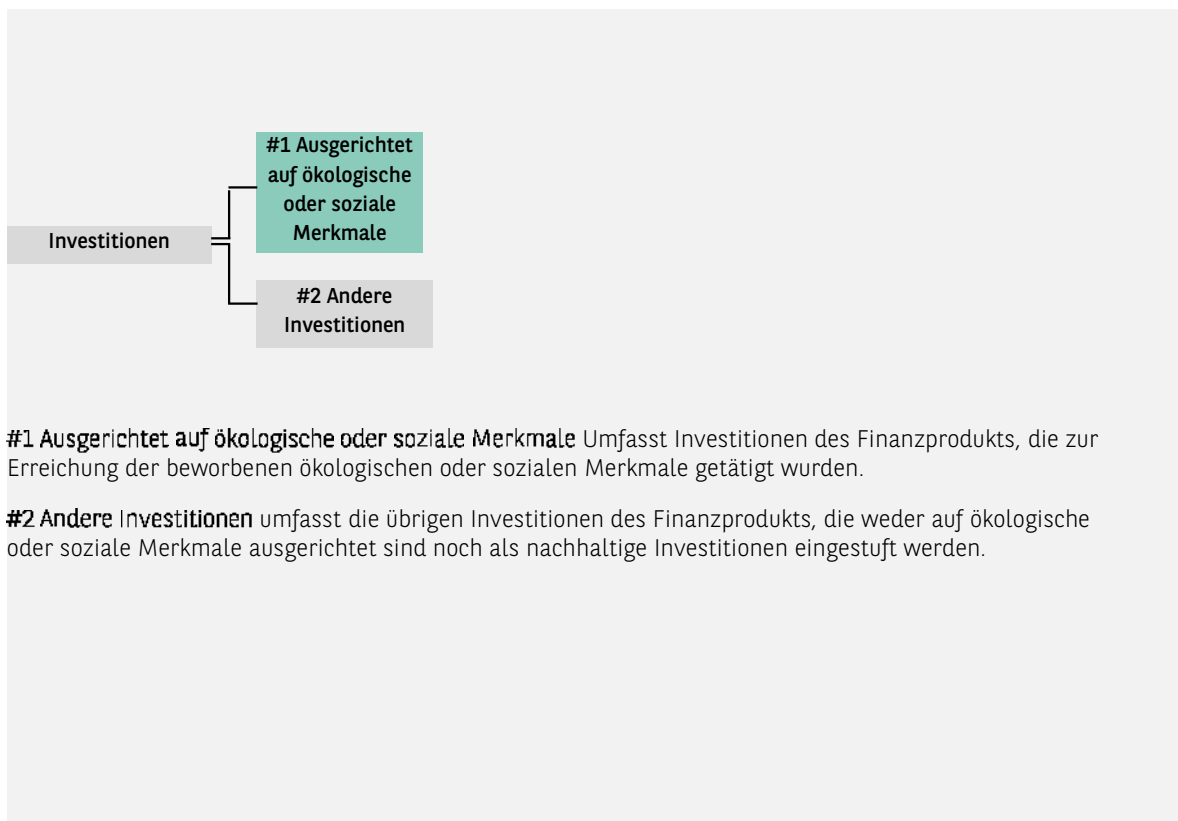 #1 Ausgerichtet
auf ökologische
oder soziale
Merkmale
Investitionen
#2 Andere
Investitionen
#1 Ausgerichtet auf ökologische oder soziale Merkmale Umfasst Investitionen des Finanzprodukts, die zur
Erreichung der beworbenen ökologischen oder sozialen Merkmale getätigt wurden.
#2 Andere Investitionen umfasst die übrigen Investitionen des Finanzprodukts, die weder auf ökologische
oder soziale Merkmale ausgerichtet sind noch als nachhaltige Investitionen eingestuft werden.